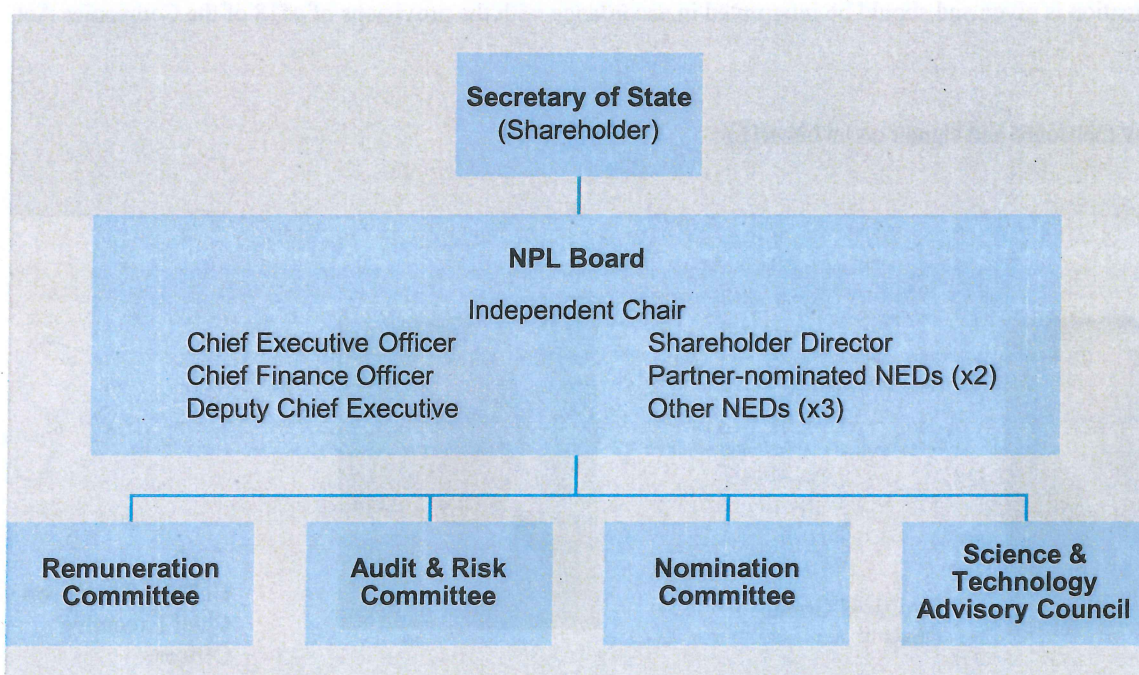 Secretary of State
(Shareholder)
NPL Board
Independent Chair
Chief Executive Officer
Chief Finance Officer
Deputy Chief Executive
Shareholder Director
Partner-nominated NEDs (x2)
Other NEDs (x3)
Remuneration
Committee
Audit & Risk
Committee
Nomination
Committee
Science &
Technology
Advisory Council